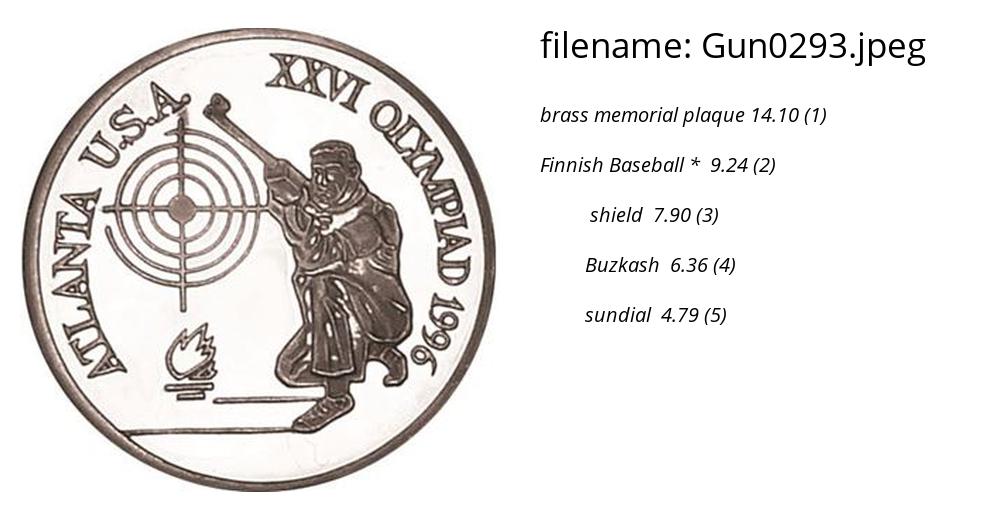 ATLANTA U.S.A.
XXVI OLYMPIAD 1996
filename: Gun0293.jpeg
brass memorial plaque 14.10 (1)
Finnish Baseball * 9.24 (2)
shield 7.90 (3)
Buzkash 6.36 (4)
sundial 4.79 (5)